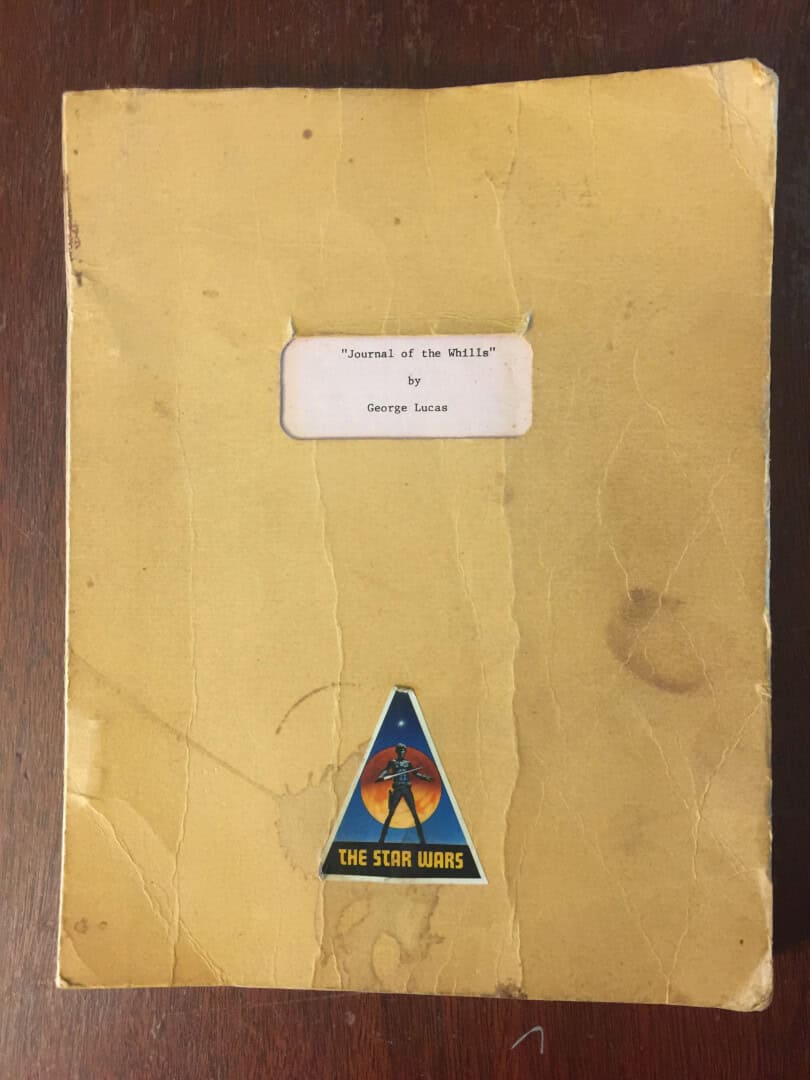 "Journal of the Whills"
by
George Lucas
THE STAR WARS